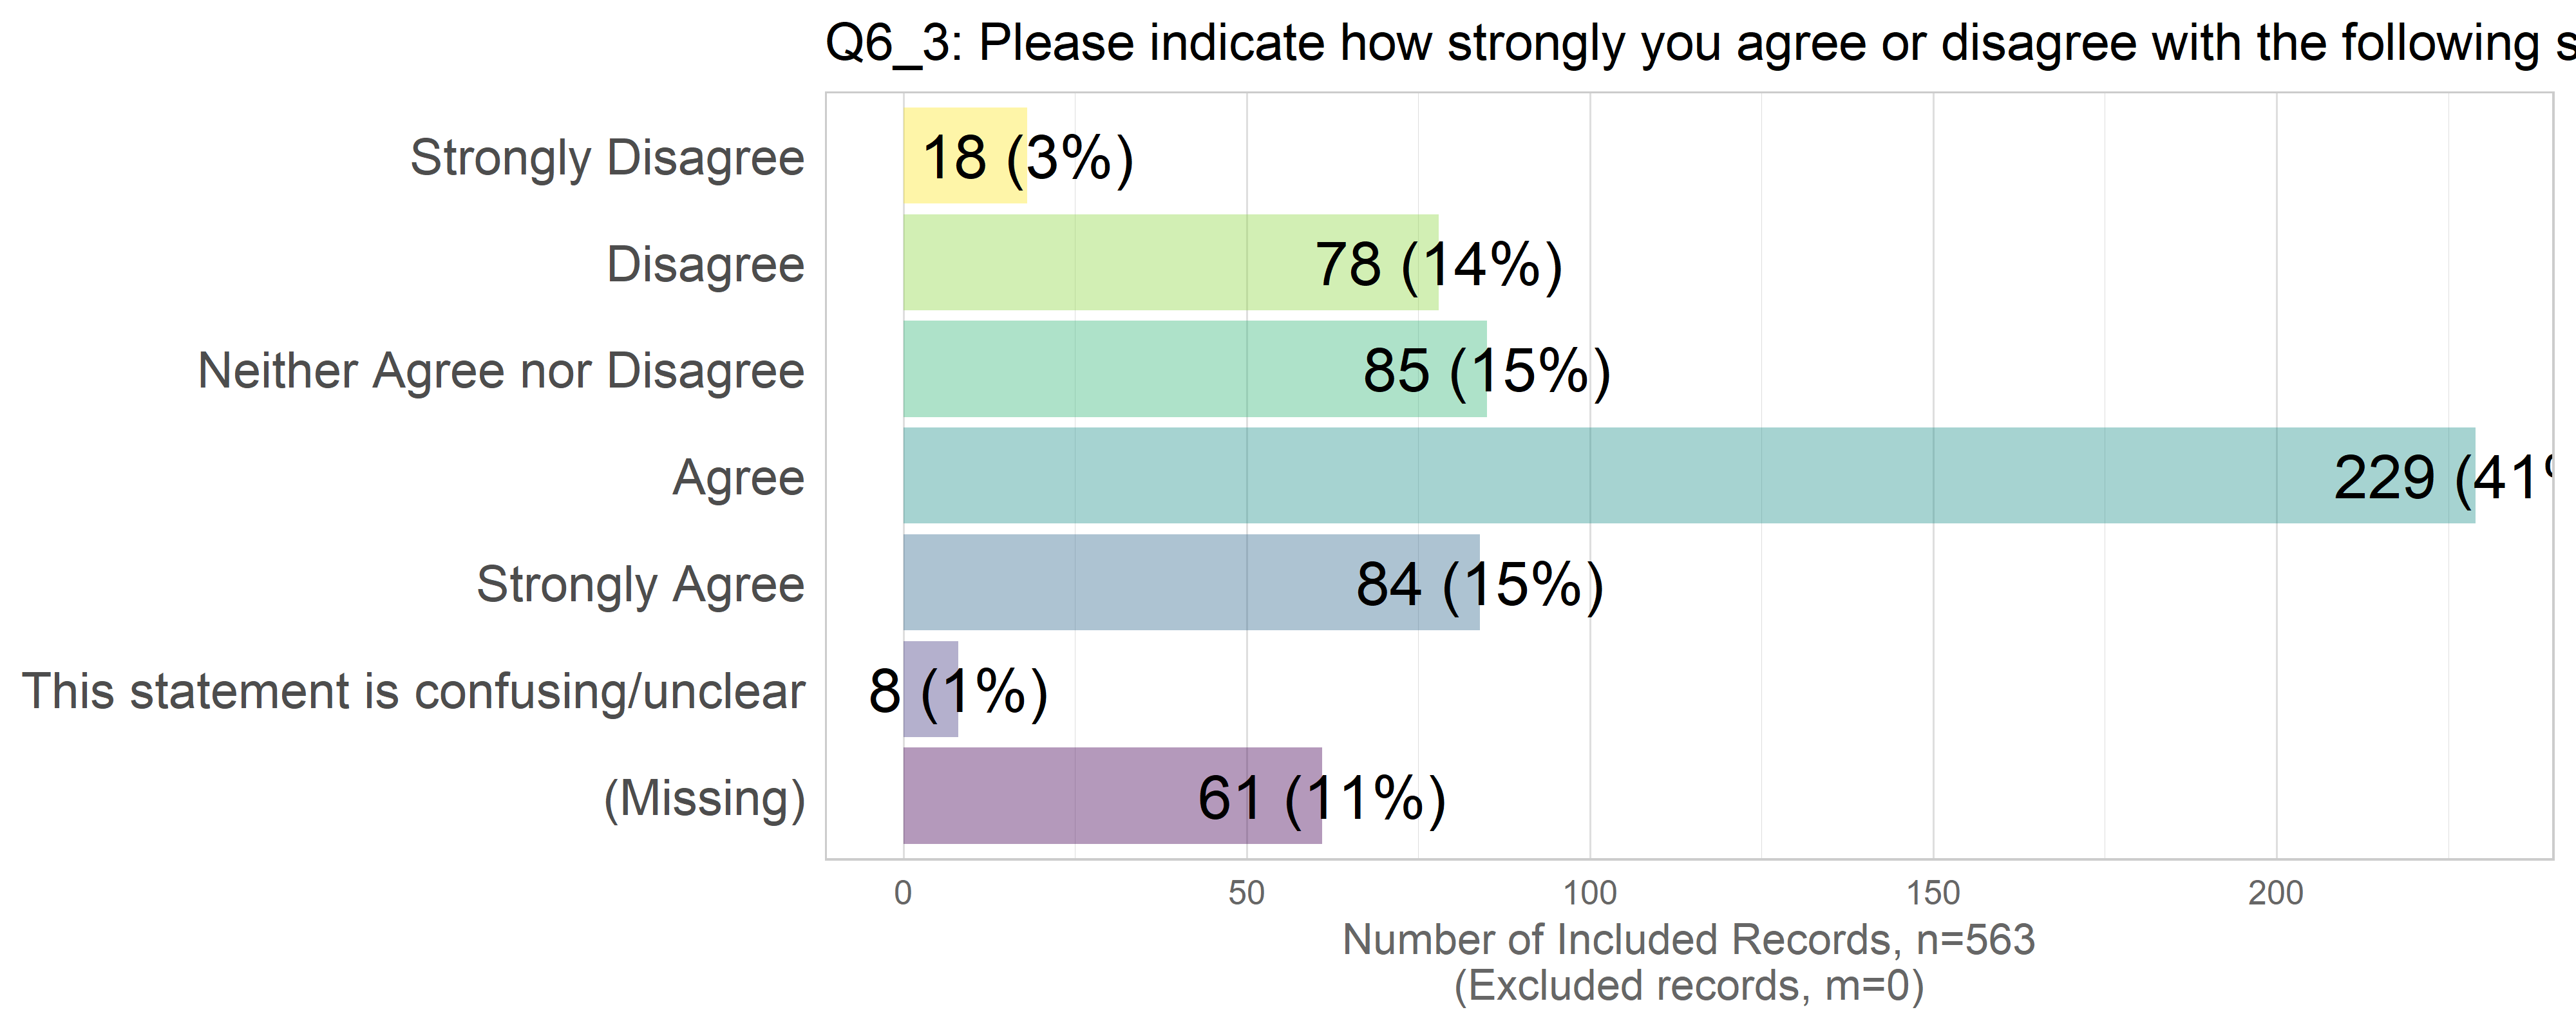 Q6_3: Please indicate how strongly you agree or disagree with the following s
Strongly Disagree 18 (3%)
Disagree 78 (14%)
Neither Agree nor Disagree 85 (15%)
Agree 229 (41%
Strongly Agree 84 (15%)
This statement is confusing/unclear 8 (1%)
(Missing) 61 (11%)
0 50 100 150 200
Number of Included Records, n=563
(Excluded records, m=0)